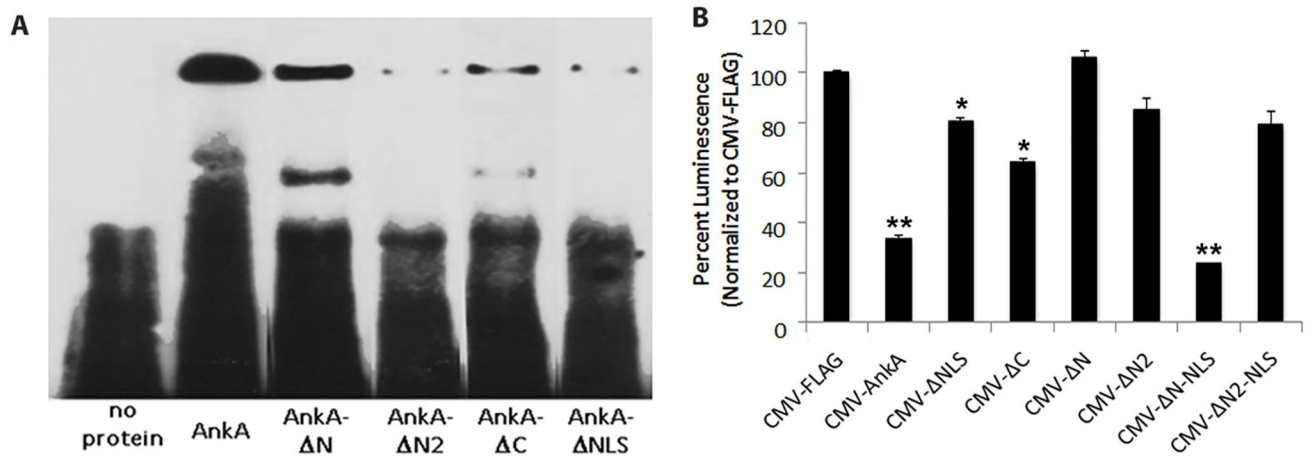 A
no
protein
AnkA
AnkA-
ΔN
AnkA-
ΔN2
AnkA-
ΔC
AnkA-
ΔNLS
B
Percent Luminescence
(Normalized to CMV-FLAG)
120
100
80
60
40
20
0
**
*
*
**
CMV-FLAG
CMV-AnkA
CMV-ΔNLS
CMV-ΔC
CMV-ΔN
CMV-ΔN2
CMV-ΔN-NLS
CMV-ΔN2-NLS